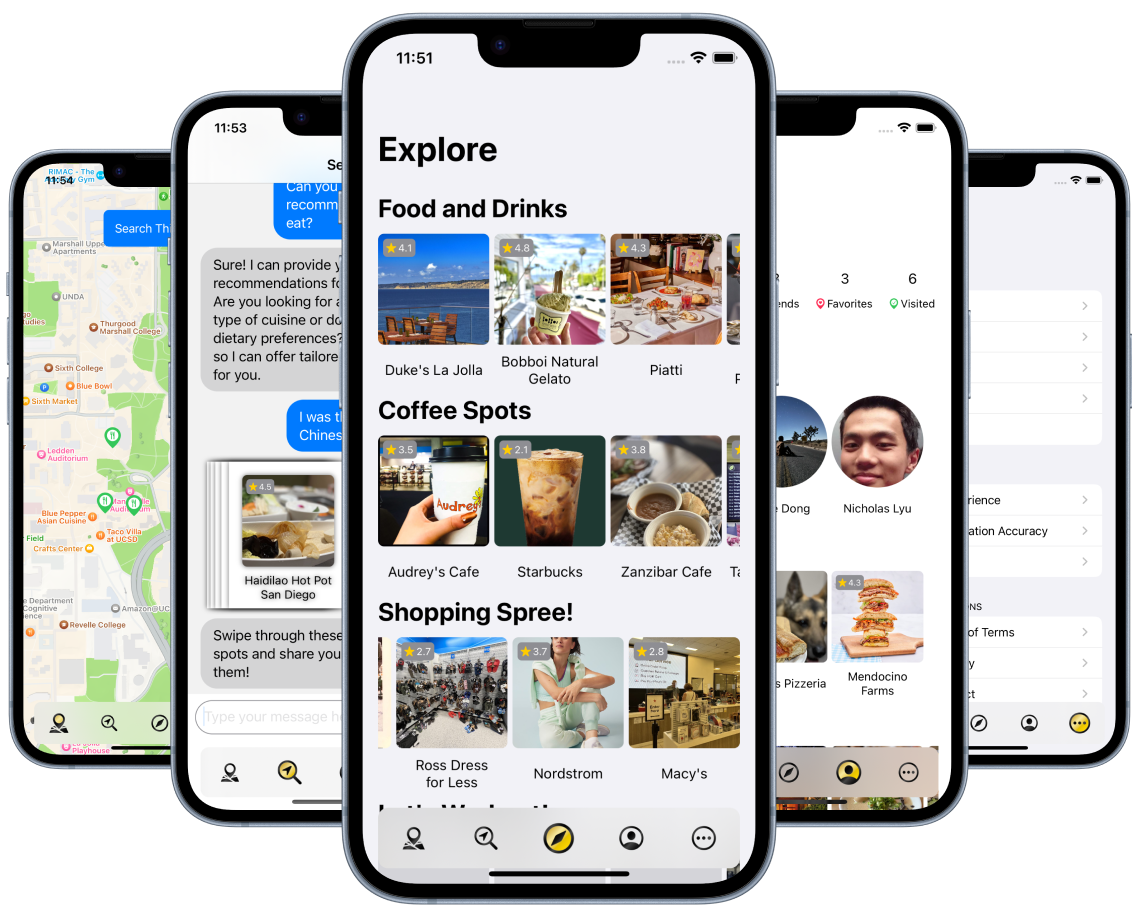 11:54
RIMAC - The
Search Th
Marshall Uppe
Apartments
UNDA
go
tudies
Thurgood
Marshall College
Sixth College
P
Blue Bowl
Sixth Market
Ledden
Auditorium
Blue Pepper
Asian Cuisine
Taco Villa
at UCSD
Field
Crafts Center
e Department
Cognitive
ience
Amazon@UC
Revelle College
Playhouse
11:53
Se
Can you
recomm
eat?
Sure! I can provide y
recommendations fo
Are you looking for a
type of cuisine or do
dietary preferences?
so I can offer tailore
for you.
I was th
Chines
4.5
Haidilao Hot Pot
San Diego
Swipe through these
spots and share you
them!
Type your message he
11:51
Explore
Food and Drinks
4.1
4.8
4.3
Duke's La Jolla
Bobboi Natural
Gelato
Piatti
P
Coffee Spots
3.5
2.1
3.8
Audrey's
Audrey's Cafe
Starbucks
Zanzibar Cafe
Ta
Shopping Spree!
2.7
3.7
2.8
Ross Dress
for Less
Nordstrom
Macy's
3
6
ends
Favorites
Visited
e Dong
Nicholas Lyu
4.3
s Pizzeria
Mendocino
Farms
rience
ation Accuracy
ONS
of Terms
y
ct